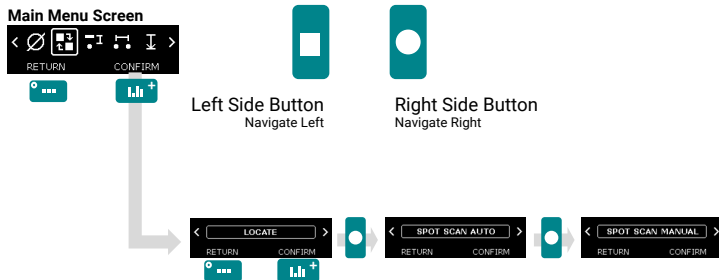 Main Menu Screen
RETURN CONFIRM
Left Side Button
Navigate Left
Right Side Button
Navigate Right
LOCATE
RETURN CONFIRM
SPOT SCAN AUTO
RETURN CONFIRM
SPOT SCAN MANUAL
RETURN CONFIRM